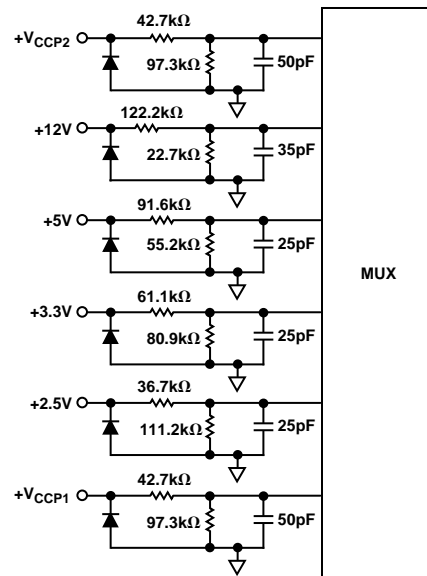 42.7kΩ
+VCCP2
97.3kΩ
50pF
122.2kΩ
+12V
22.7kΩ
35pF
91.6kΩ
+5V
55.2kΩ
25pF
MUX
61.1kΩ
+3.3V
80.9kΩ
25pF
36.7kΩ
+2.5V
111.2kΩ
25pF
42.7kΩ
+VCCP1
97.3kΩ
50pF